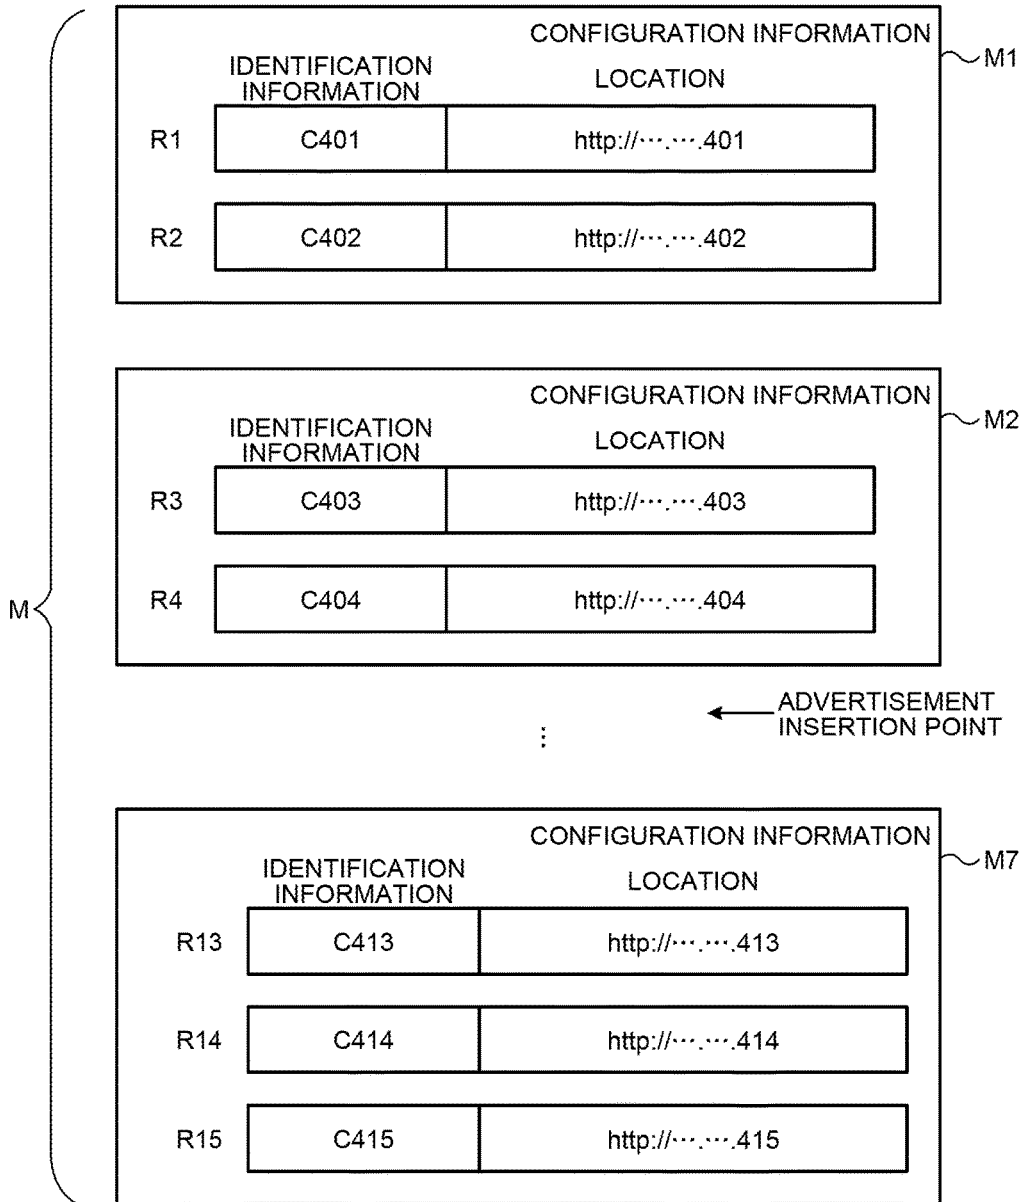 CONFIGURATION INFORMATION
M1
IDENTIFICATION
INFORMATION
LOCATION
R1 C401 http://···.···.401
R2 C402 http://···.···.402
CONFIGURATION INFORMATION
M2
IDENTIFICATION
INFORMATION
LOCATION
R3 C403 http://···.···.403
R4 C404 http://···.···.404
M
ADVERTISEMENT
INSERTION POINT
⋮
CONFIGURATION INFORMATION
M7
IDENTIFICATION
INFORMATION
LOCATION
R13 C413 http://···.···.413
R14 C414 http://···.···.414
R15 C415 http://···.···.415